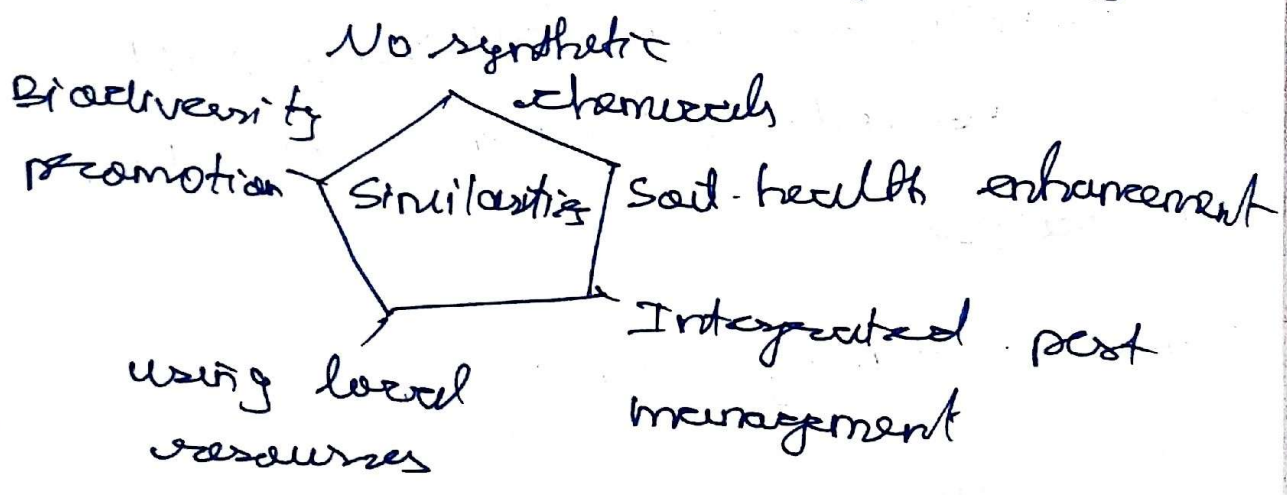 No synthetic
chemicals
Biodiversity
promotion
Similarities
Soil-health enhancement
Integrated pest
management
using local
resources